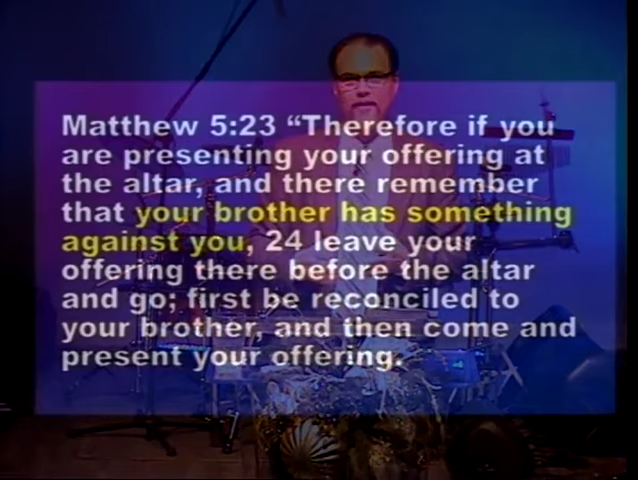 Matthew 5:23 “Therefore if you
are presenting your offering at
the altar, and there remember
that your brother has something
against you, 24 leave your
offering there before the altar
and go; first be reconciled to
your brother, and then come and
present your offering.